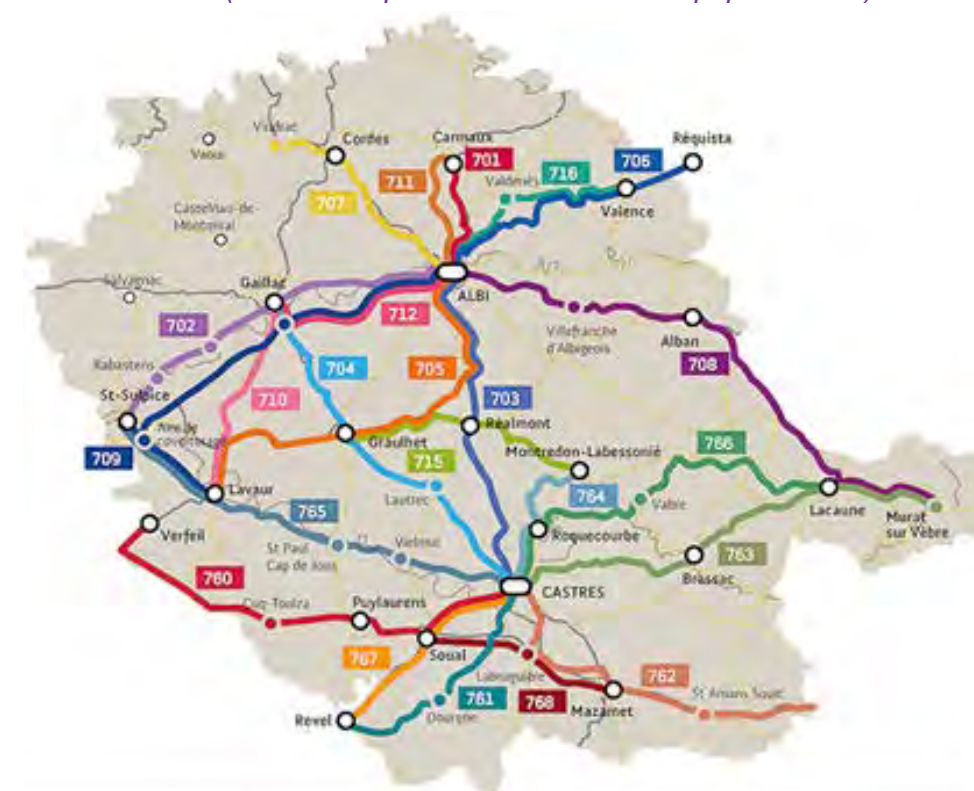 Vindrac
Cordes
Carmaux
701
Réquista
Vaour
711
Valdériès
716
706
707
Valence
Castelnau-de-
Montmiral
Salvagnac
Gaillac
ALBI
712
702
Villefranche
d'Albigeois
Alban
Rabastens
704
705
708
St-Sulpice
710
703
Aire de
Réalmont
Graulhet
709
715
Montredon-Labessonié
766
764
Lavaur
Lautrec
Vabre
765
Lacaune
Murat
sur Vèbre
Verfeil
St Paul
Cap de Joux
Vielmur
Roquecourbe
763
Brassac
760
CASTRES
Cuq-Toulza
Puylaurens
767
Soual
Labruguière
762
761
768
St Amans Soult
Revel
Dourgne
Mazamet